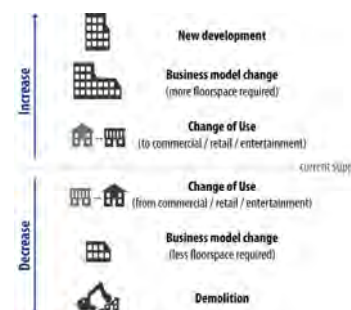 New development
Increase
Business model change
(more floorspace required)
Change of Use
(to commercial / retail / entertainment)
current
Change of Use
(from commercial / retail / entertainment)
Decrease
Business model change
(less floorspace required)
Demolition